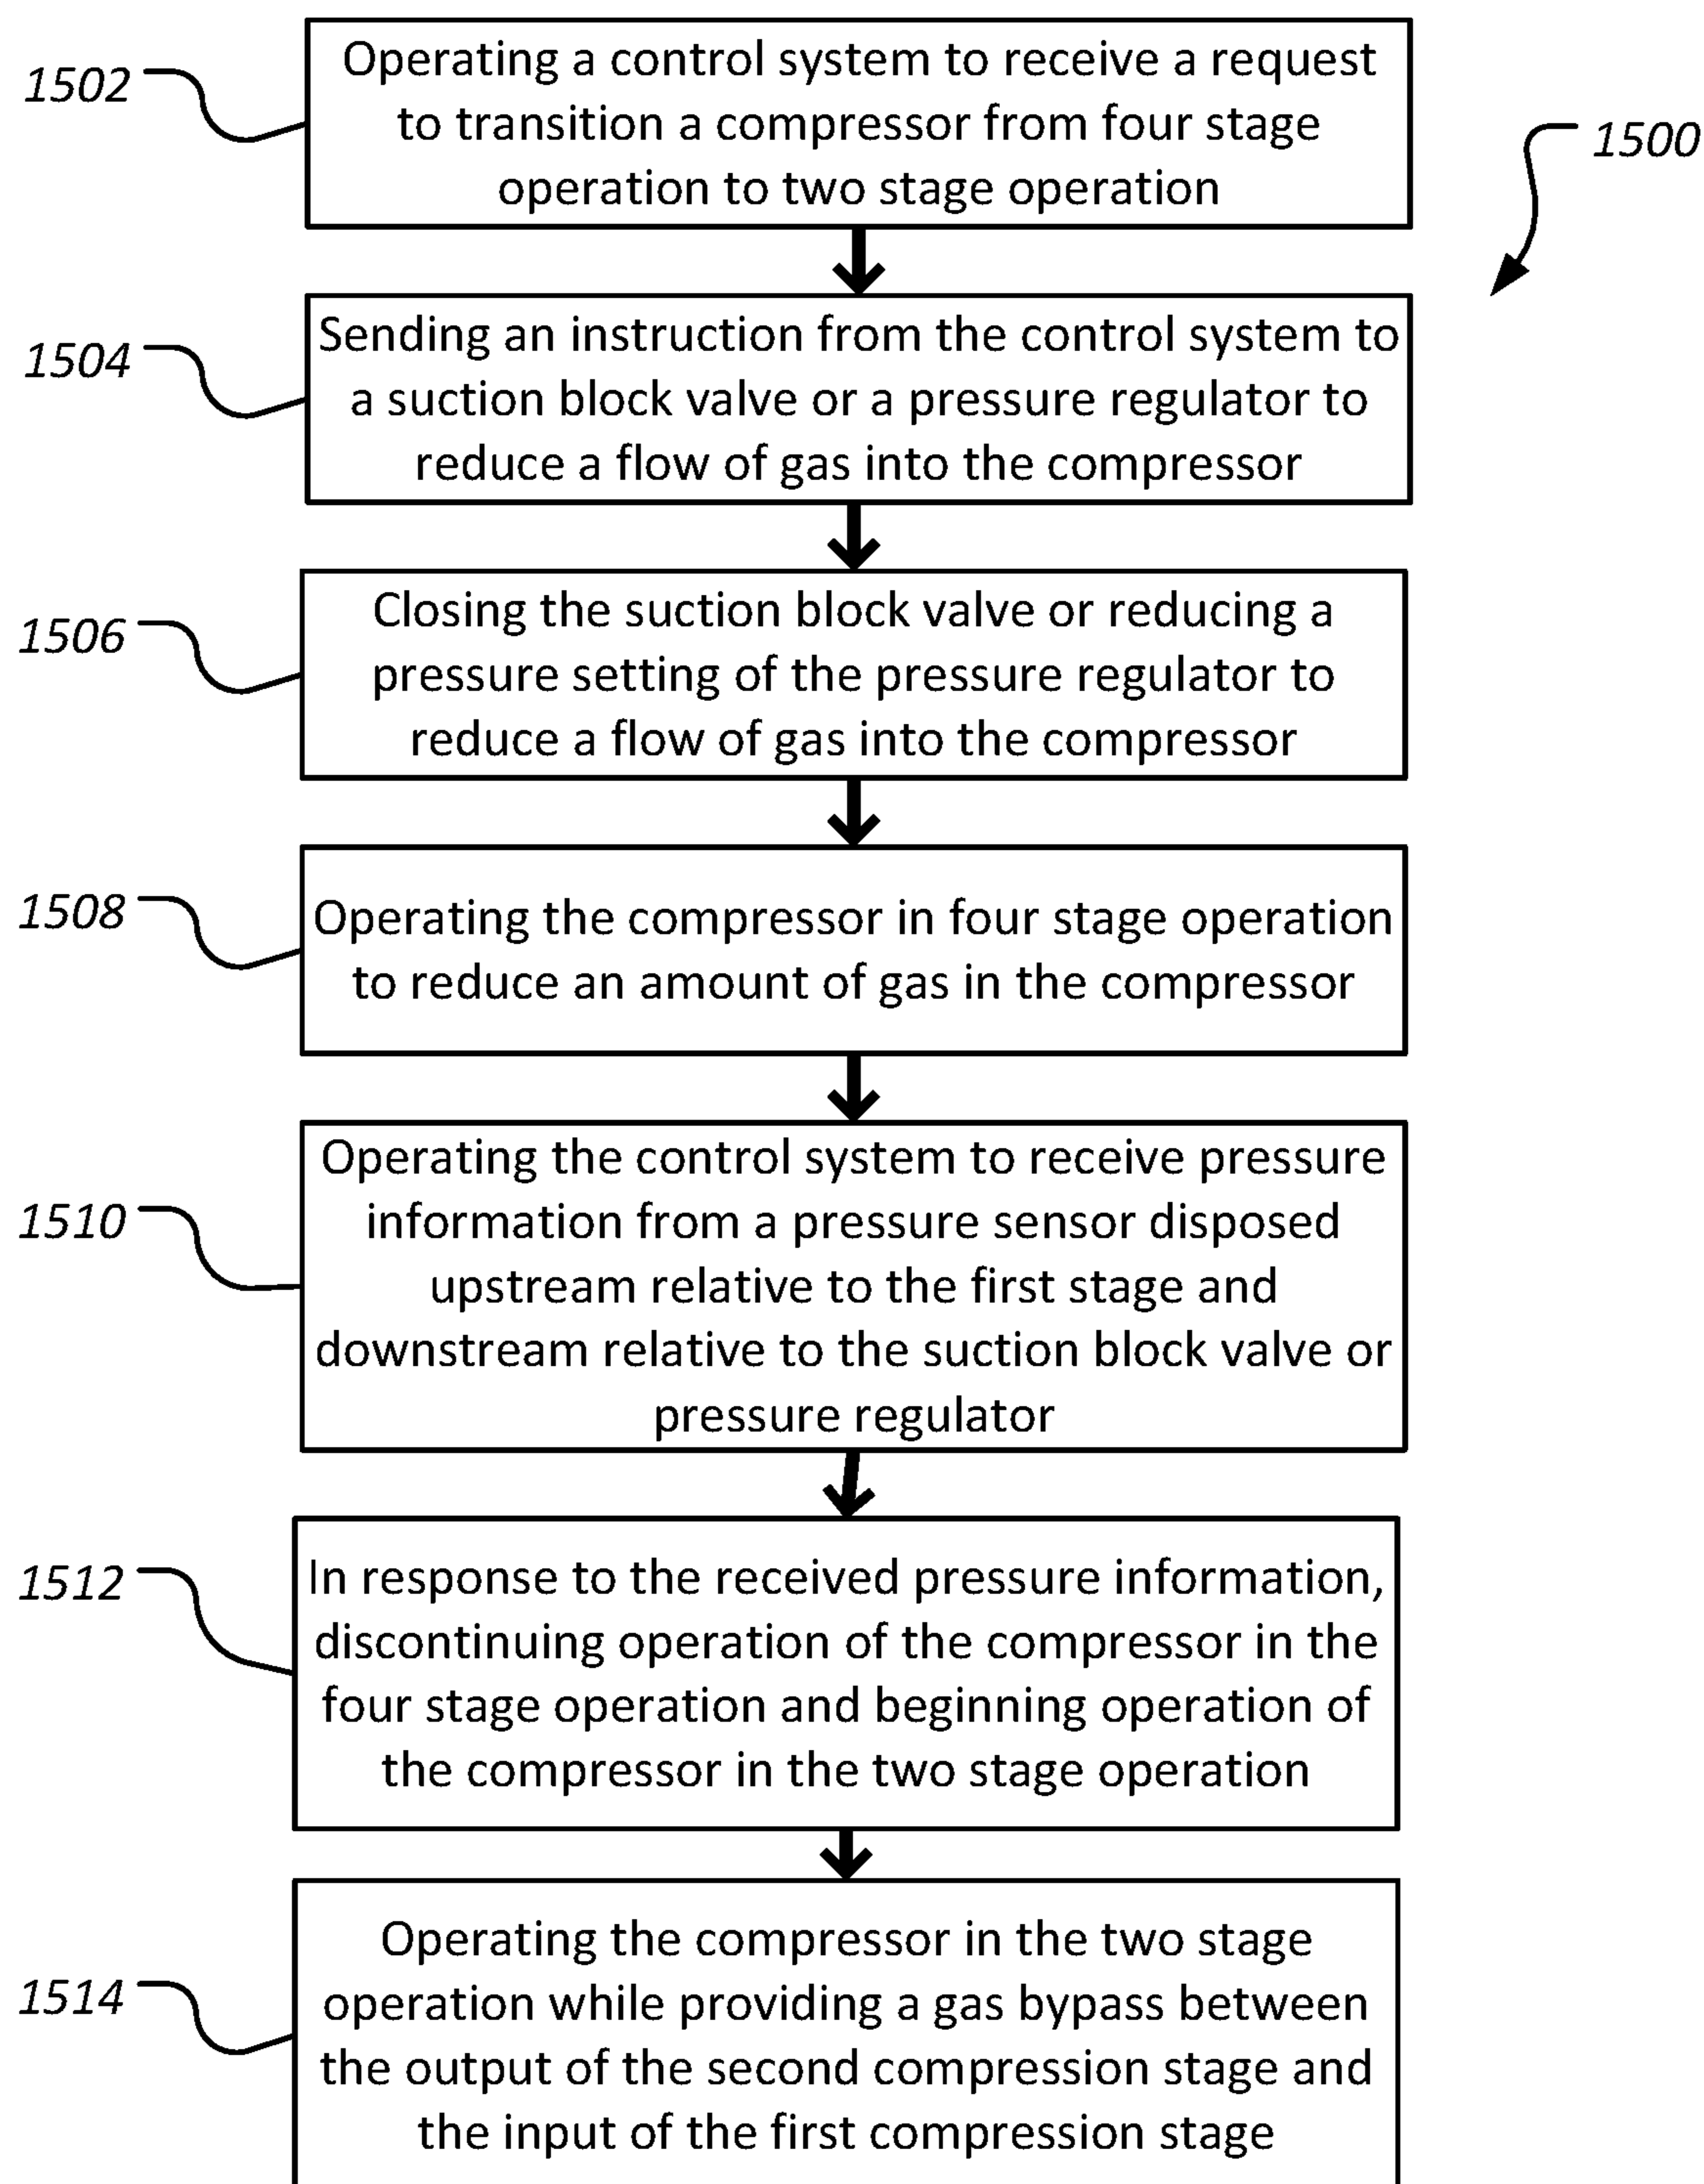 1502
Operating a control system to receive a request
to transition a compressor from four stage
operation to two stage operation
1500
1504
Sending an instruction from the control system to
a suction block valve or a pressure regulator to
reduce a flow of gas into the compressor
1506
Closing the suction block valve or reducing a
pressure setting of the pressure regulator to
reduce a flow of gas into the compressor
1508
Operating the compressor in four stage operation
to reduce an amount of gas in the compressor
1510
Operating the control system to receive pressure
information from a pressure sensor disposed
upstream relative to the first stage and
downstream relative to the suction block valve or
pressure regulator
1512
In response to the received pressure information,
discontinuing operation of the compressor in the
four stage operation and beginning operation of
the compressor in the two stage operation
1514
Operating the compressor in the two stage
operation while providing a gas bypass between
the output of the second compression stage and
the input of the first compression stage